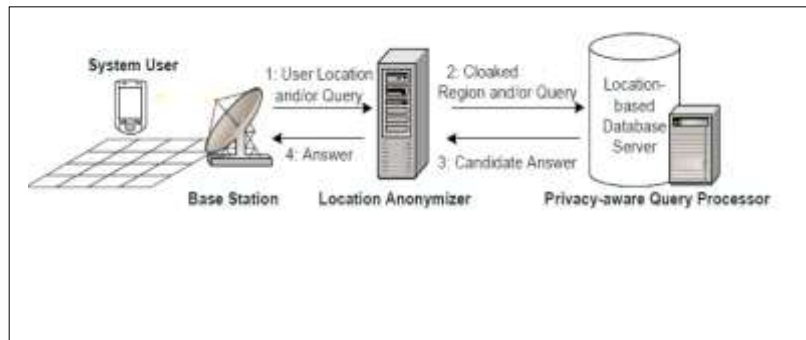 System User
1: User Location
and/or Query
2: Cloaked
Region and/or Query
Location-
based
Database
Server
4: Answer
3: Candidate Answer
Base Station
Location Anonymizer
Privacy-aware Query Processor